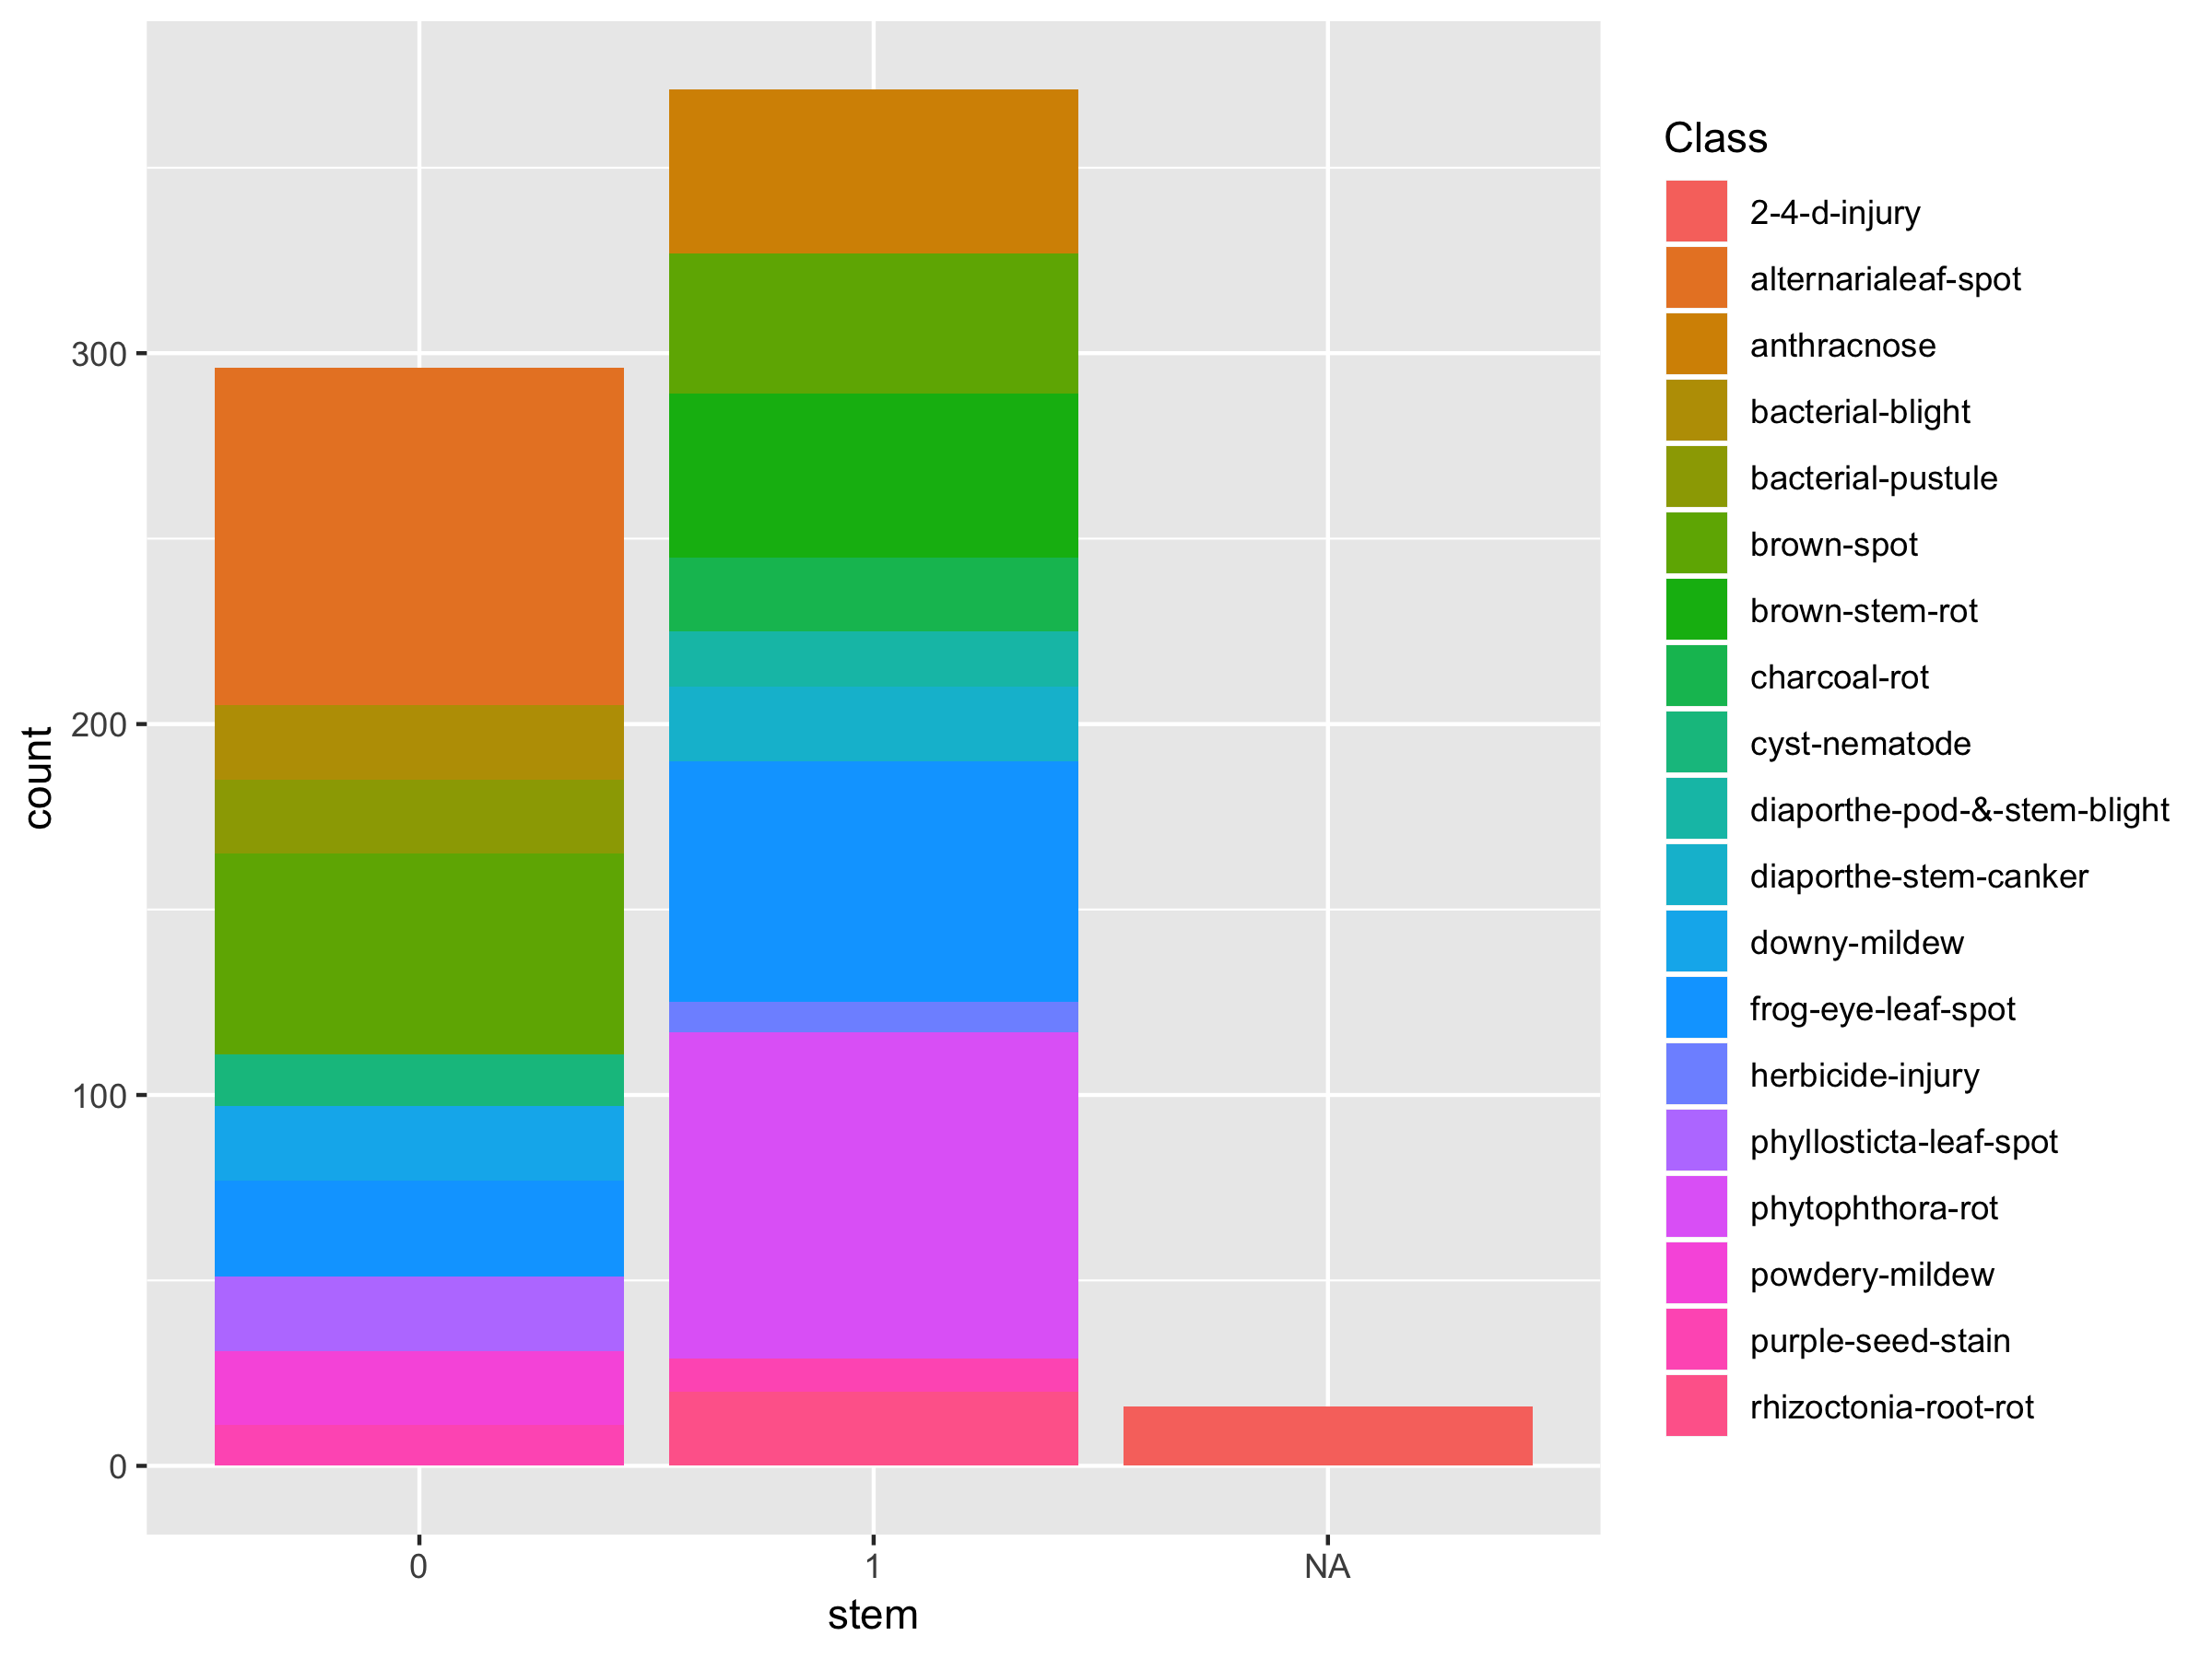 count
300
200
100
0
0
1
NA
stem
Class
2-4-d-injury
alternarialeaf-spot
anthracnose
bacterial-blight
bacterial-pustule
brown-spot
brown-stem-rot
charcoal-rot
cyst-nematode
diaporthe-pod-&-stem-blight
diaporthe-stem-canker
downy-mildew
frog-eye-leaf-spot
herbicide-injury
phyllosticta-leaf-spot
phytophthora-rot
powdery-mildew
purple-seed-stain
rhizoctonia-root-rot